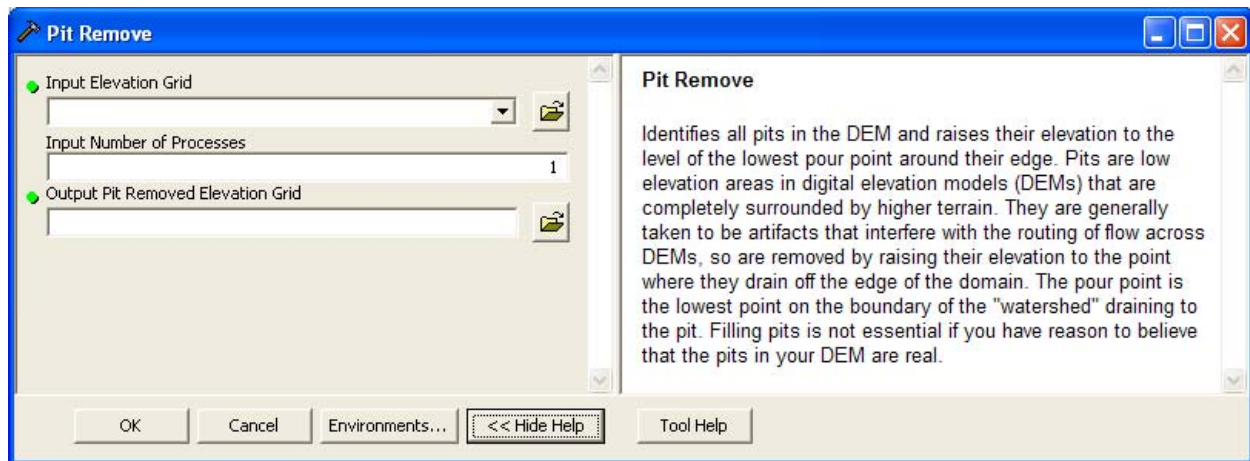 Pit Remove
Input Elevation Grid
Input Number of Processes
1
Output Pit Removed Elevation Grid
Pit Remove
Identifies all pits in the DEM and raises their elevation to the
level of the lowest pour point around their edge. Pits are low
elevation areas in digital elevation models (DEMs) that are
completely surrounded by higher terrain. They are generally
taken to be artifacts that interfere with the routing of flow across
DEMs, so are removed by raising their elevation to the point
where they drain off the edge of the domain. The pour point is
the lowest point on the boundary of the "watershed" draining to
the pit. Filling pits is not essential if you have reason to believe
that the pits in your DEM are real.
OK
Cancel
Environments...
<< Hide Help
Tool Help